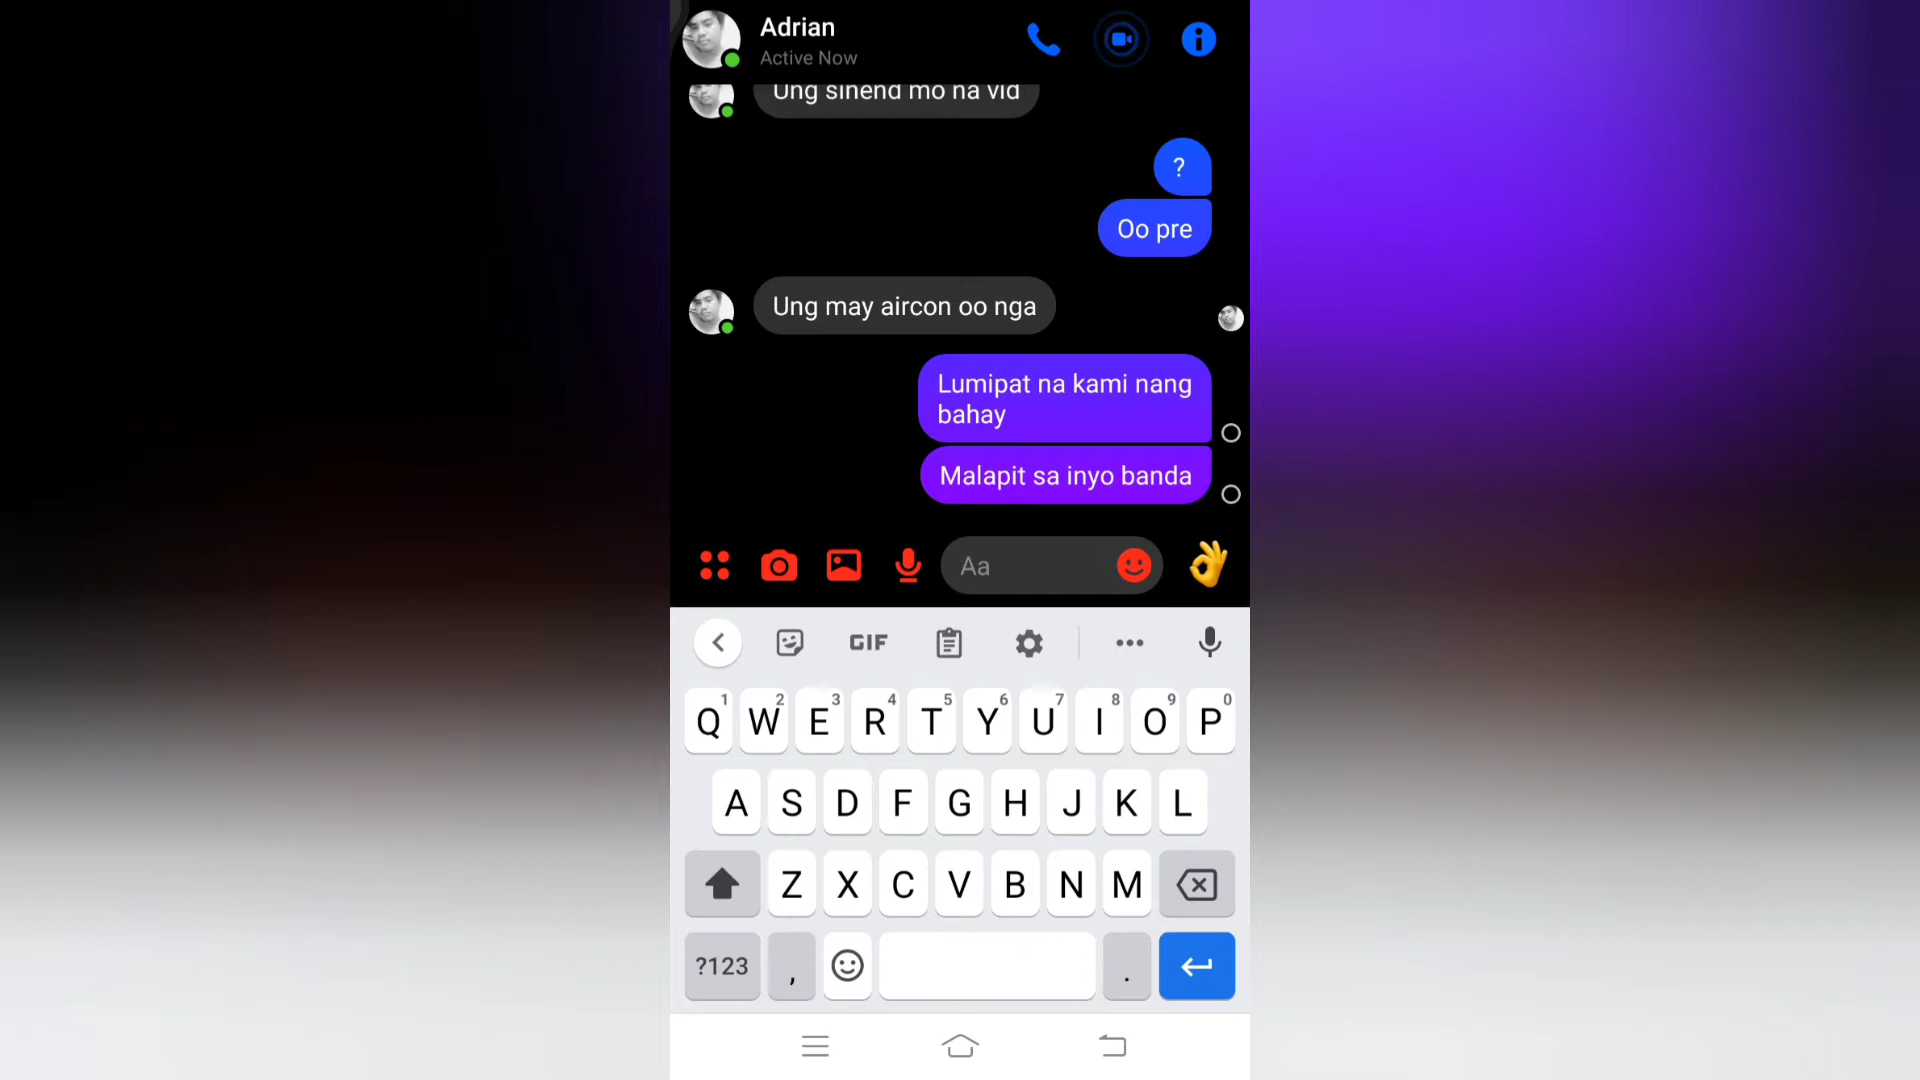 Adrian
Active Now
Ung sinend mo na vid
?
Oo pre
Ung may aircon oo nga
Lumipat na kami nang
bahay
Malapit sa inyo banda
Aa
GIF
1 2 3 4 5 6 7 8 9 0
Q W E R T Y U I O P
A S D F G H J K L
Z X C V B N M
?123 , .